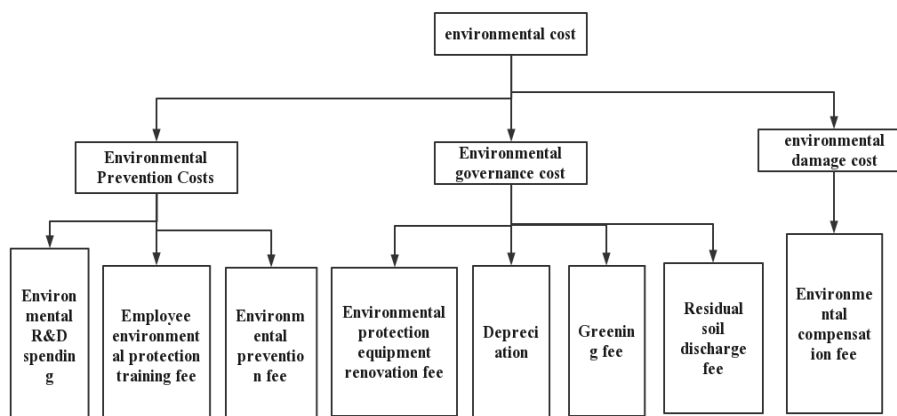 environmental cost
Environmental
Prevention Costs
Environmental
governance cost
environmental
damage cost
Environ
mental
R&D
spendin
g
Employee
environment
al protection
training fee
Environm
ental
preventio
n fee
Environmental
protection
equipment
renovation fee
Depreci
ation
Greenin
g fee
Residual
soil
discharge
fee
Environme
ntal
compensat
ion fee